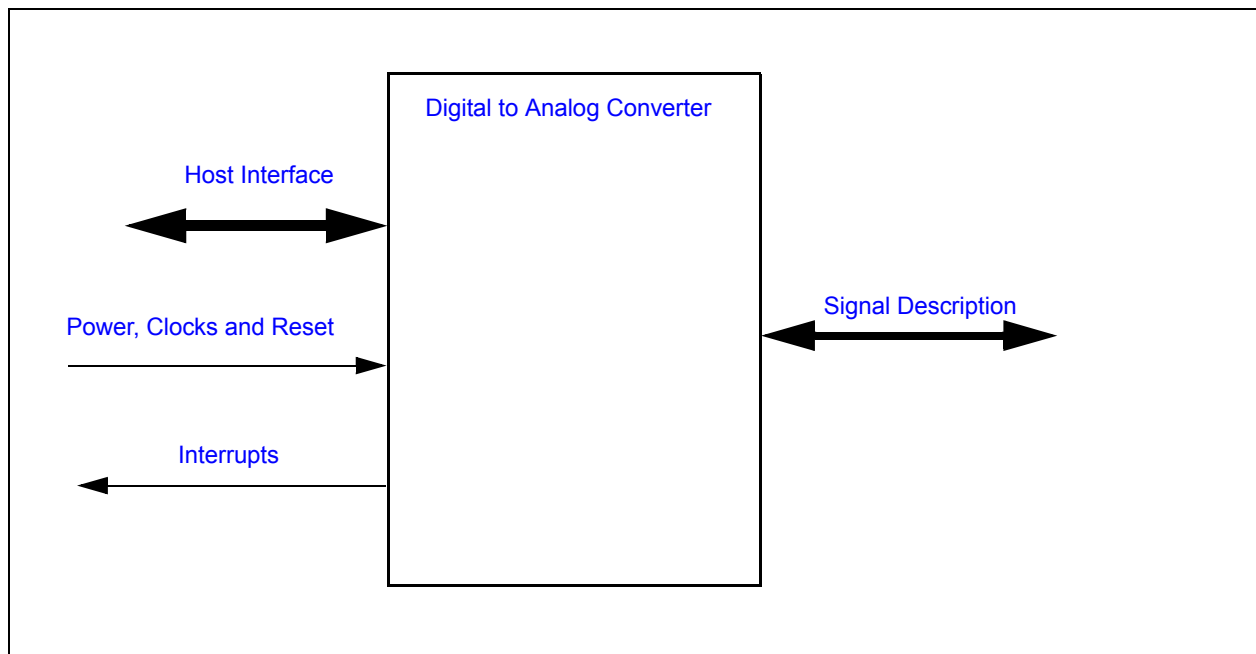 Digital to Analog Converter
Host Interface
Signal Description
Power, Clocks and Reset
Interrupts